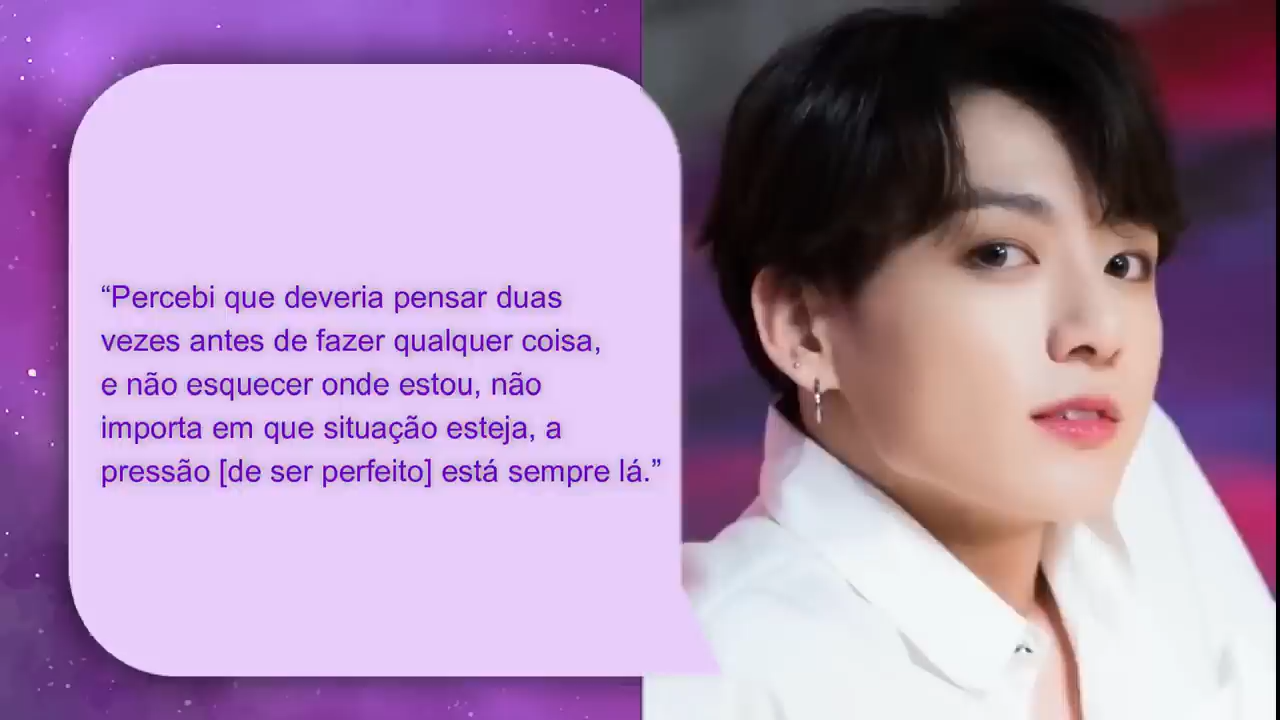 “Percebi que deveria pensar duas
vezes antes de fazer qualquer coisa,
e não esquecer onde estou, não
importa em que situação esteja, a
pressão [de ser perfeito] está sempre lá.”